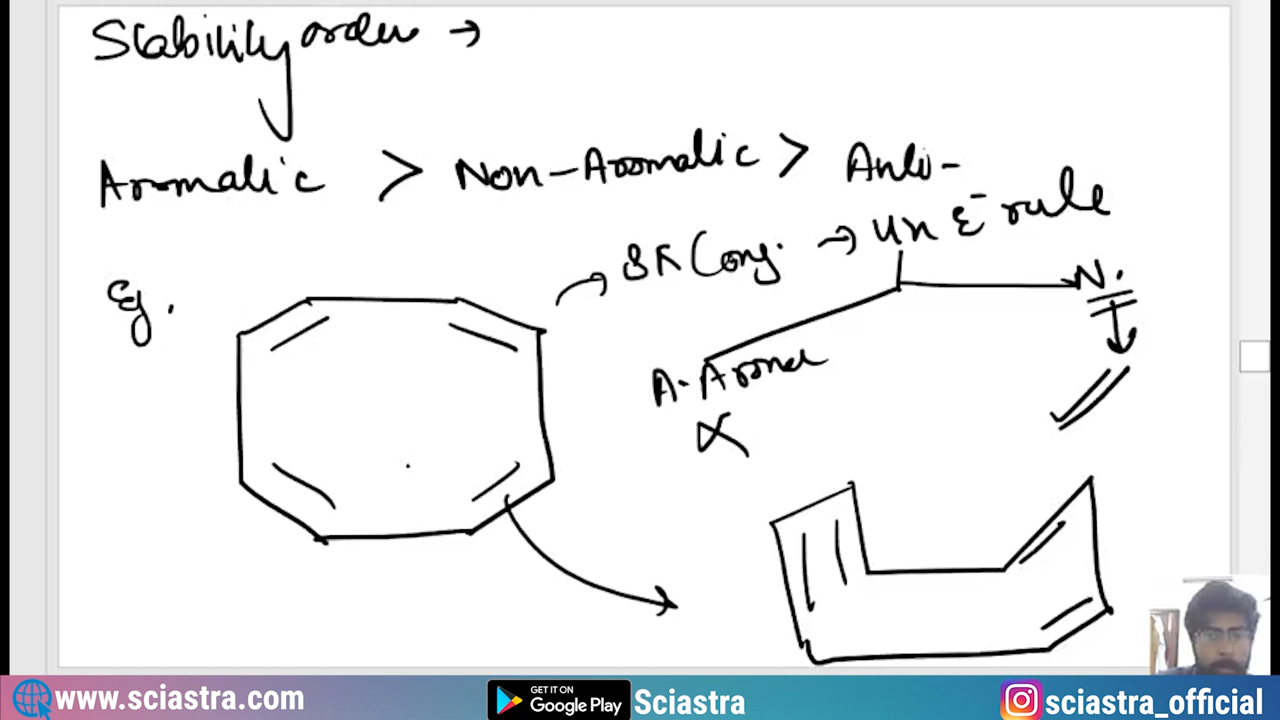 Stability order →
Aromatic > Non-Aromatic > Anti-
Eg.
→ 8π Conj. → 4n ē rule
N.
A-Aroma
www.sciastra.com
GET IT ON
Google Play
Sciastra
sciastra_official